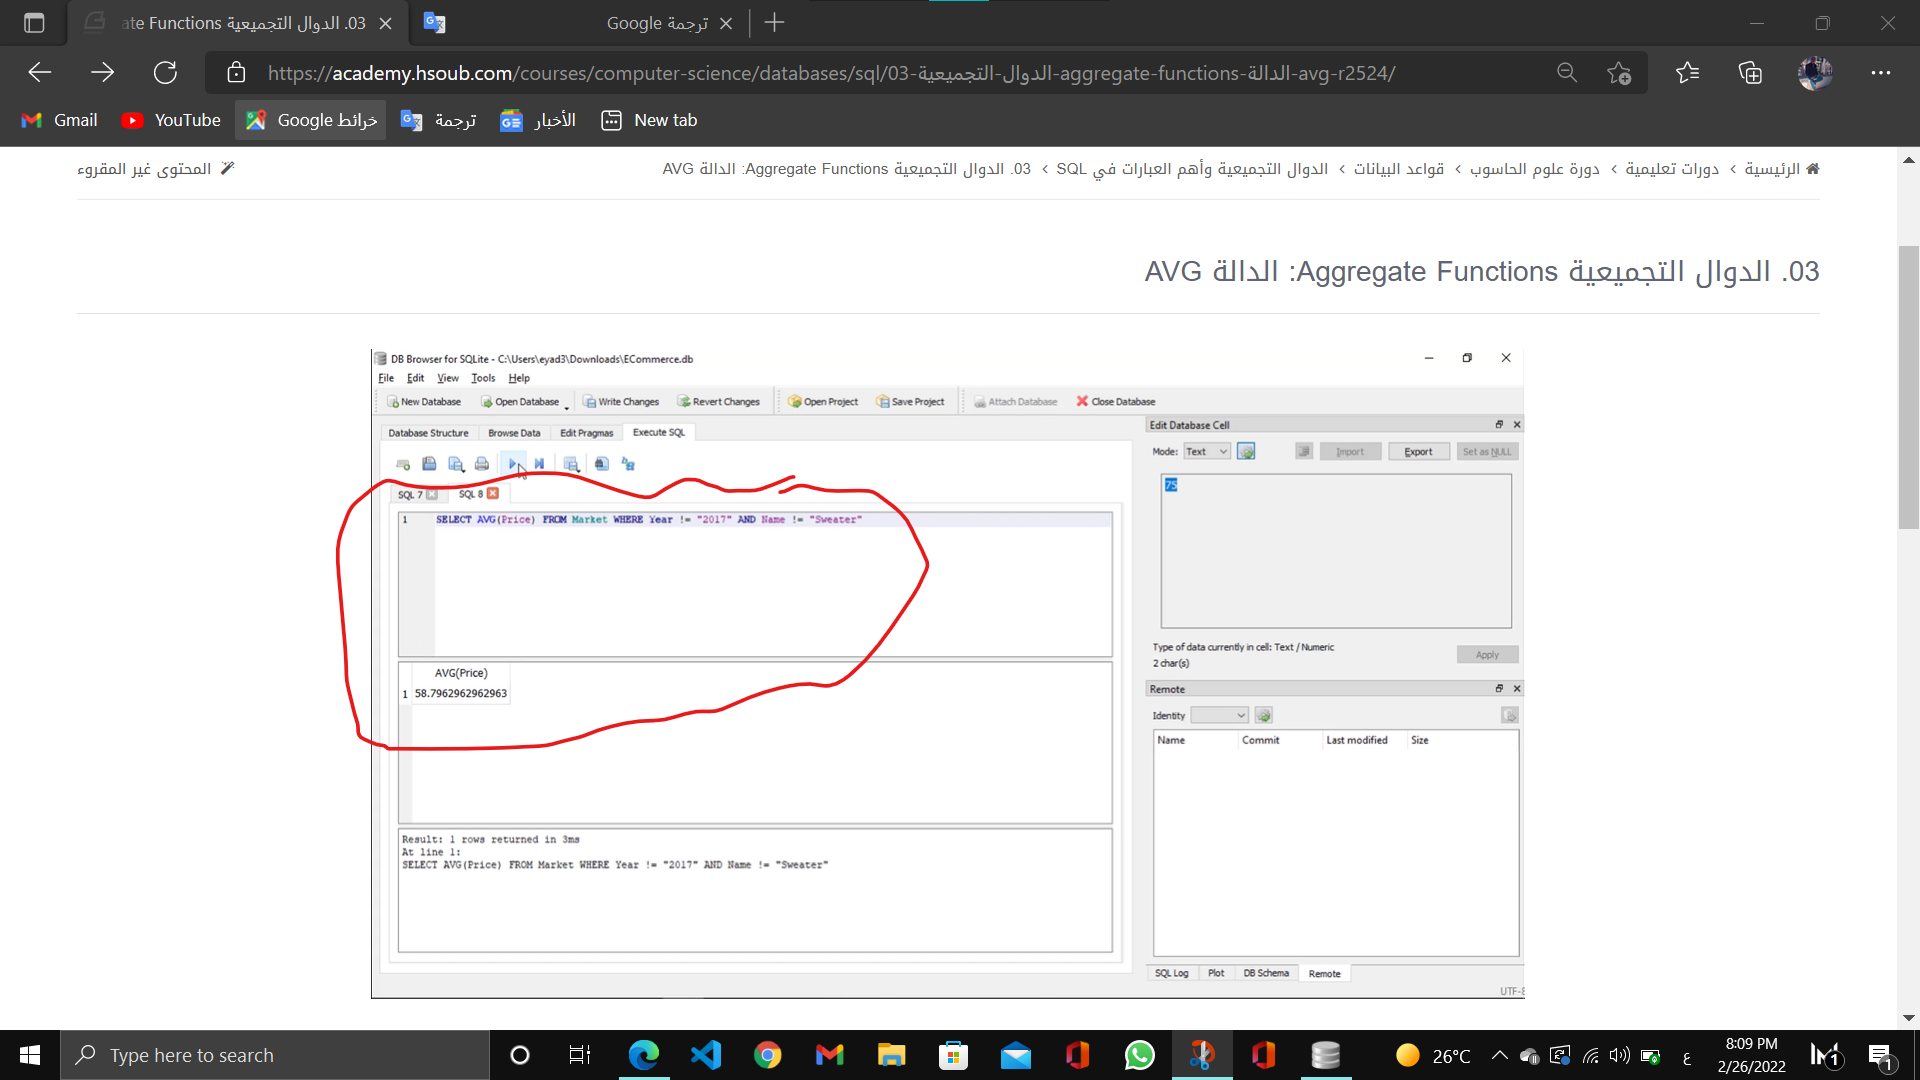 03. الدوال التجميعية ate Functions
ترجمة Google
https://academy.hsoub.com/courses/computer-science/databases/sql/03-الدوال-التجميعية-aggregate-functions-الدالة-avg-r2524/
Gmail
YouTube
خرائط Google
ترجمة
الأخبار
New tab
الرئيسية › دورات تعليمية › دورة علوم الحاسوب › قواعد البيانات › الدوال التجميعية وأهم العبارات في SQL › 03. الدوال التجميعية Aggregate Functions: الدالة AVG
المحتوى غير المقروء
03. الدوال التجميعية Aggregate Functions: الدالة AVG
DB Browser for SQLite - C:\Users\eyad3\Downloads\ECommerce.db
File Edit View Tools Help
New Database Open Database Write Changes Revert Changes Open Project Save Project Attach Database Close Database
Database Structure Browse Data Edit Pragmas Execute SQL
SQL 7 SQL 8
1 SELECT AVG(Price) FROM Market WHERE Year != "2017" AND Name != "Sweater"
AVG(Price)
1 58.7962962962963
Result: 1 rows returned in 3ms
At line 1:
SELECT AVG(Price) FROM Market WHERE Year != "2017" AND Name != "Sweater"
Edit Database Cell
Mode: Text Import Export Set as NULL
75
Type of data currently in cell: Text / Numeric
2 char(s)
Apply
Remote
Identity
Name Commit Last modified Size
SQL Log Plot DB Schema Remote
Type here to search
26°C
ع
8:09 PM
2/26/2022
1
1